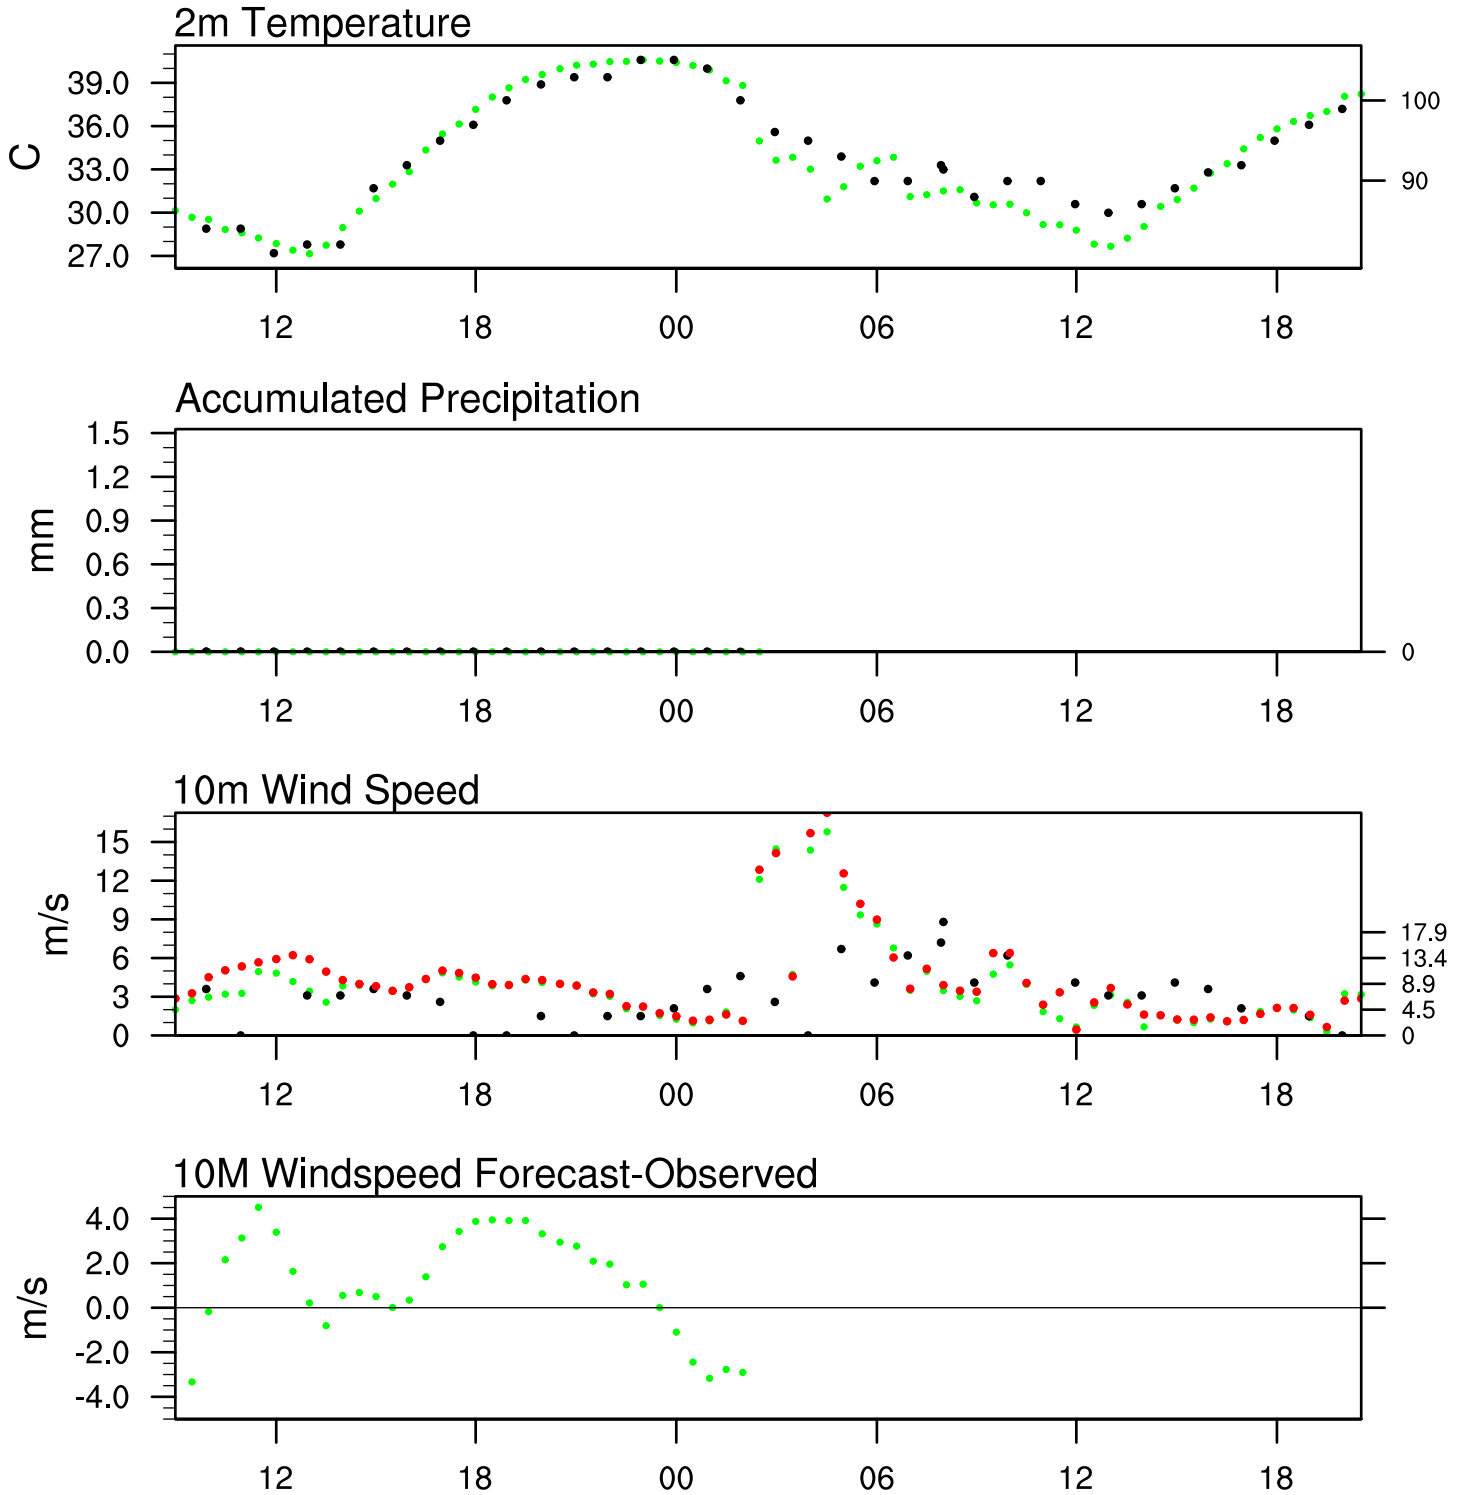 2m Temperature
39.0
36.0
33.0
30.0
27.0
C
100
90
12 18 00 06 12 18
Accumulated Precipitation
1.5
1.2
0.9
0.6
0.3
0.0
mm
0
12 18 00 06 12 18
10m Wind Speed
15
12
9
6
3
0
m/s
17.9
13.4
8.9
4.5
0
12 18 00 06 12 18
10M Windspeed Forecast-Observed
4.0
2.0
0.0
-2.0
-4.0
m/s
12 18 00 06 12 18